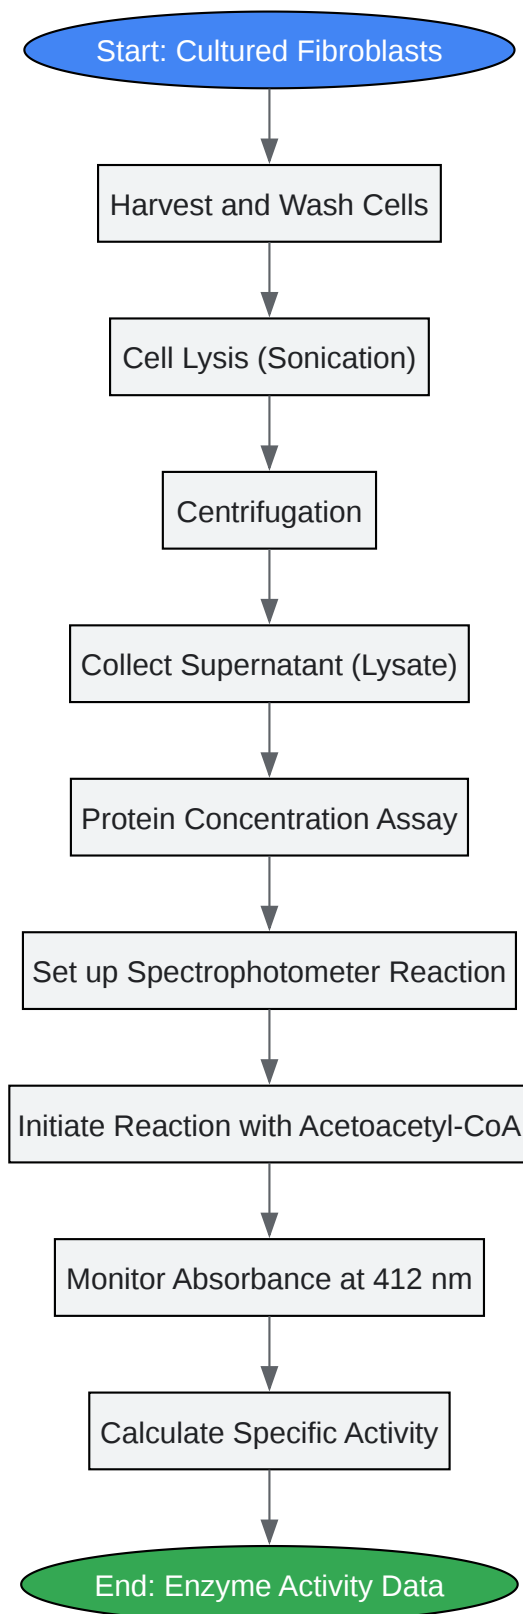 Start: Cultured Fibroblasts
Harvest and Wash Cells
Cell Lysis (Sonication)
Centrifugation
Collect Supernatant (Lysate)
Protein Concentration Assay
Set up Spectrophotometer Reaction
Initiate Reaction with Acetoacetyl-CoA
Monitor Absorbance at 412 nm
Calculate Specific Activity
End: Enzyme Activity Data